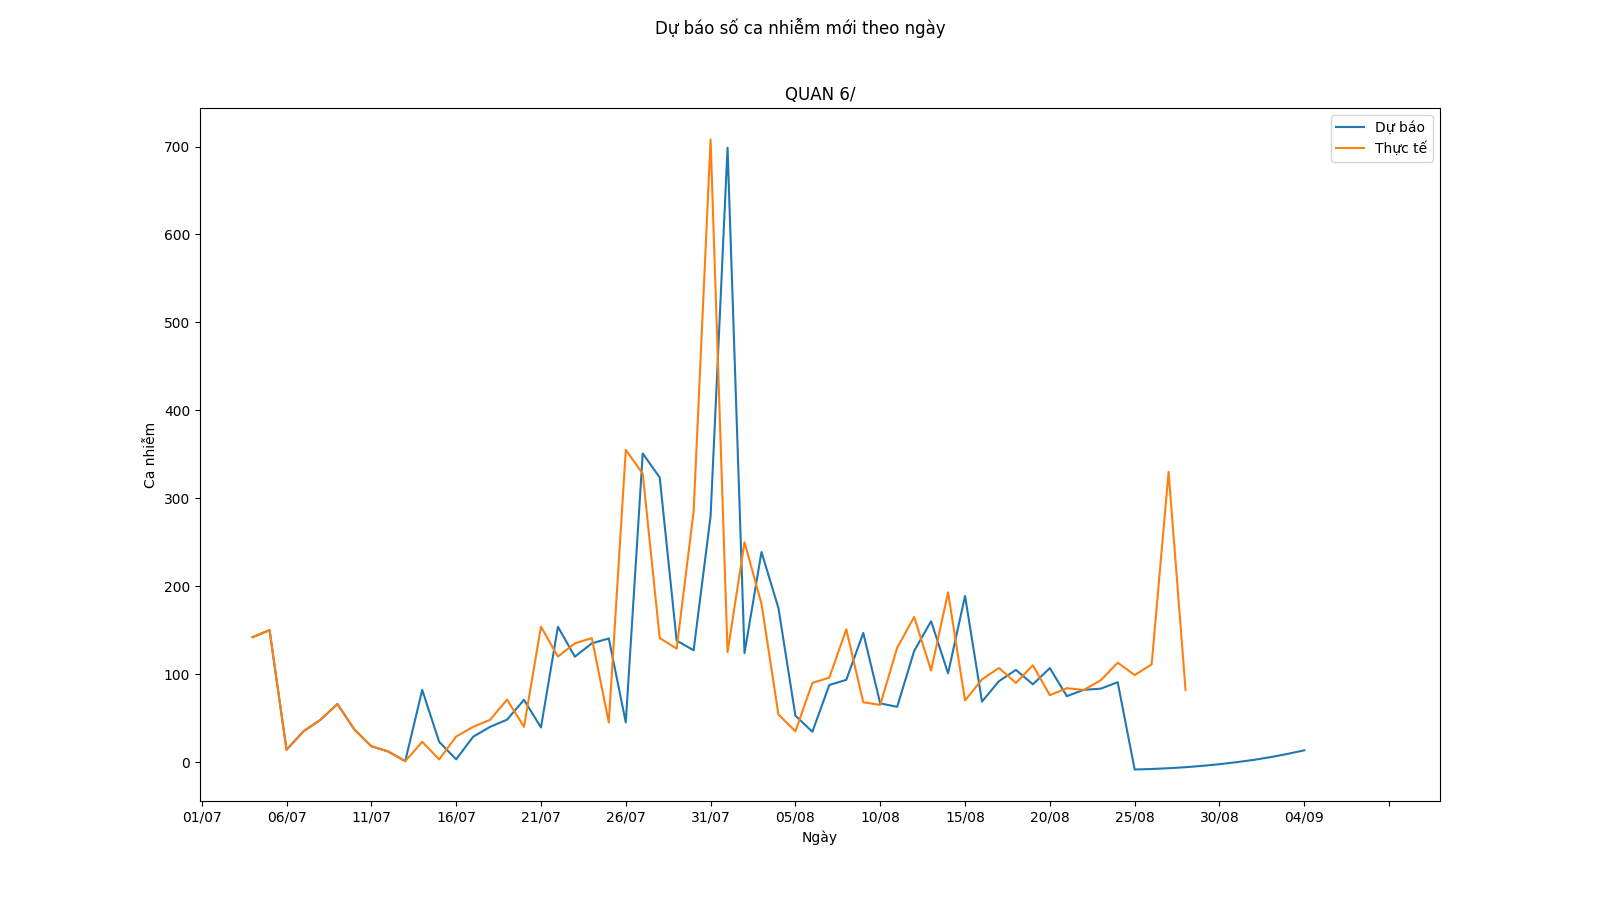 Dự báo số ca nhiễm mới theo ngày
QUAN 6/
Dự báo
Thực tế
700
600
500
400
300
200
100
0
Ca nhiễm
01/07 06/07 11/07 16/07 21/07 26/07 31/07 05/08 10/08 15/08 20/08 25/08 30/08 04/09
Ngày